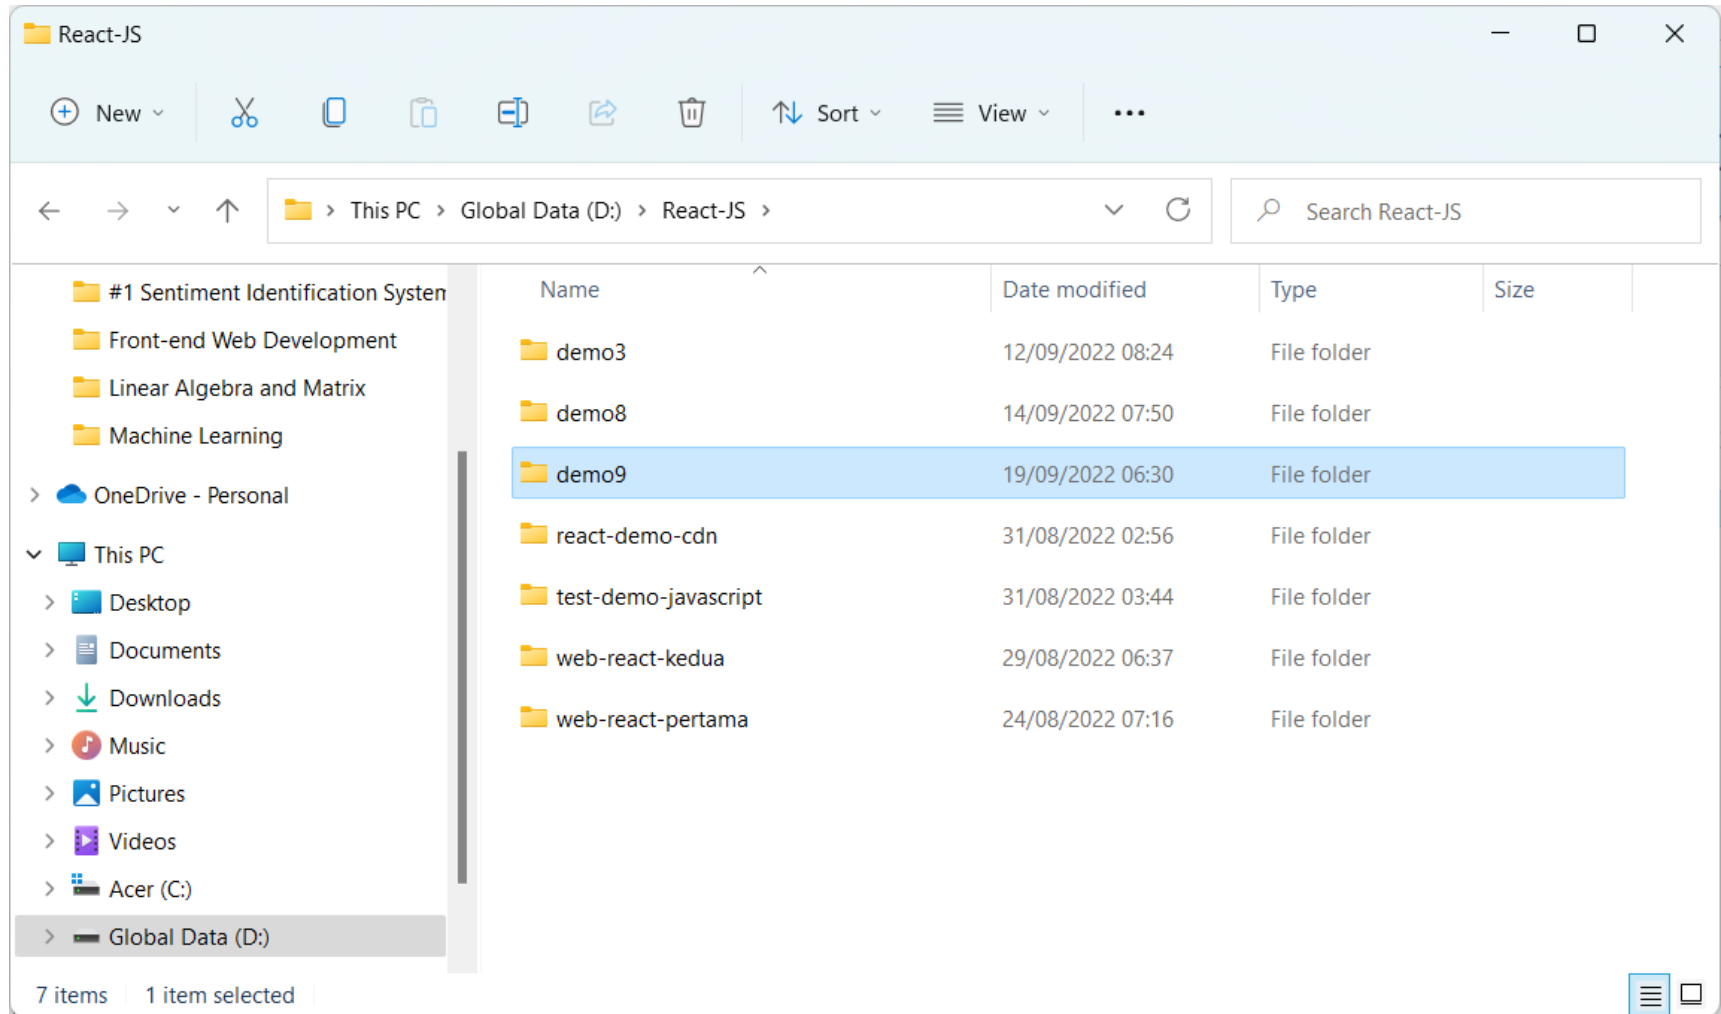 React-JS
New Sort View
This PC Global Data (D:) React-JS Search React-JS
#1 Sentiment Identification System
Front-end Web Development
Linear Algebra and Matrix
Machine Learning
OneDrive - Personal
This PC
Desktop
Documents
Downloads
Music
Pictures
Videos
Acer (C:)
Global Data (D:)
Name Date modified Type Size
demo3 12/09/2022 08:24 File folder
demo8 14/09/2022 07:50 File folder
demo9 19/09/2022 06:30 File folder
react-demo-cdn 31/08/2022 02:56 File folder
test-demo-javascript 31/08/2022 03:44 File folder
web-react-kedua 29/08/2022 06:37 File folder
web-react-pertama 24/08/2022 07:16 File folder
7 items 1 item selected